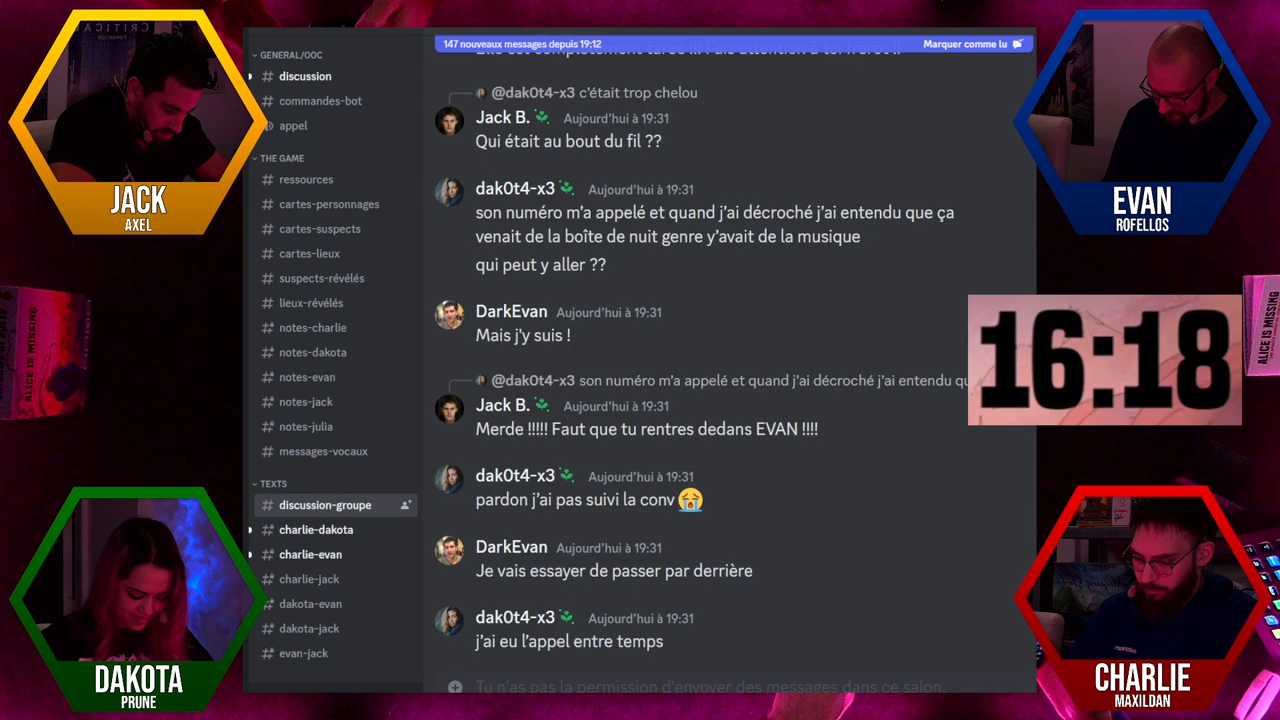 JACK
AXEL
DAKOTA
PRUNE
GENERAL/OOC
discussion
commandes-bot
appel
THE GAME
ressources
cartes-personnages
cartes-suspects
cartes-lieux
suspects-révélés
lieux-révélés
notes-charlie
notes-dakota
notes-evan
notes-jack
notes-julia
messages-vocaux
TEXTS
discussion-groupe
charlie-dakota
charlie-evan
charlie-jack
dakota-evan
dakota-jack
evan-jack
147 nouveaux messages depuis 19:12 Marquer comme lu
@dak0t4-x3 c'était trop chelou
Jack B. Aujourd'hui à 19:31
Qui était au bout du fil ??
dak0t4-x3 Aujourd'hui à 19:31
son numéro m'a appelé et quand j'ai décroché j'ai entendu que ça
venait de la boîte de nuit genre y'avait de la musique
qui peut y aller ??
DarkEvan Aujourd'hui à 19:31
Mais j'y suis !
@dak0t4-x3 son numéro m'a appelé et quand j'ai décroché j'ai entendu qu
Jack B. Aujourd'hui à 19:31
Merde !!!!! Faut que tu rentres dedans EVAN !!!!
dak0t4-x3 Aujourd'hui à 19:31
pardon j'ai pas suivi la conv 😭
DarkEvan Aujourd'hui à 19:31
Je vais essayer de passer par derrière
dak0t4-x3 Aujourd'hui à 19:31
j'ai eu l'appel entre temps
Tu n'as pas la permission d'envoyer des messages dans ce salon.
EVAN
ROFELLOS
16:18
ALICE IS MISSING
ALICE IS MISSING
CHARLIE
MAXILDAN